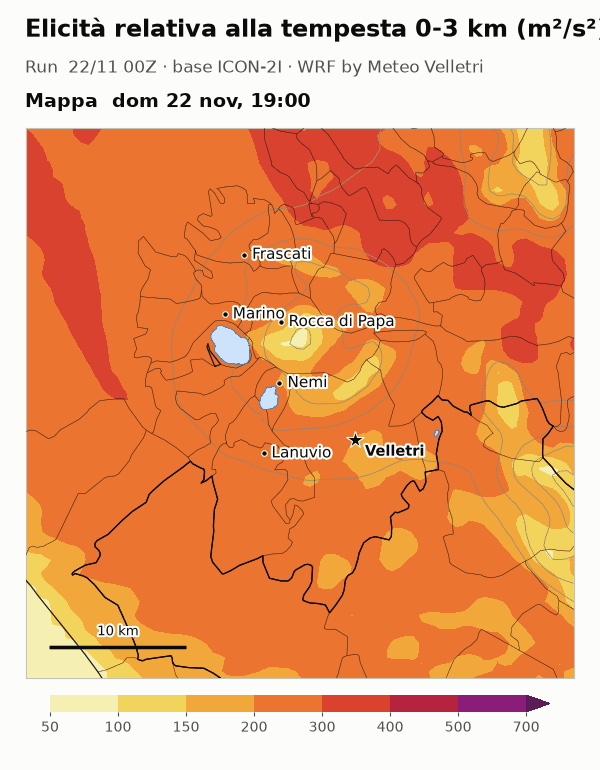 Elicità relativa alla tempesta 0-3 km (m²/s²)
Run 22/11 00Z · base ICON-2I · WRF by Meteo Velletri
Mappa dom 22 nov, 19:00
Frascati
Marino
Rocca di Papa
Nemi
Velletri
Lanuvio
10 km
50 100 150 200 300 400 500 700